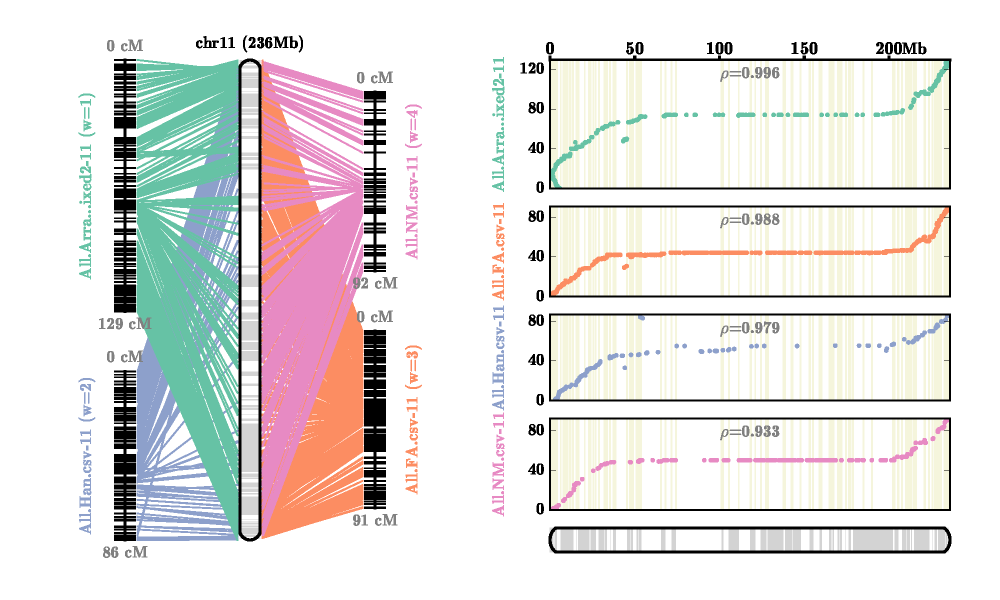 chr11 (236Mb)
0 cM
All.Arra...ixed2-11 (w=1)
129 cM
0 cM
All.Han.csv-11 (w=2)
86 cM
0 cM
All.NM.csv-11 (w=4)
92 cM
0 cM
All.FA.csv-11 (w=3)
91 cM
0 50 100 150 200Mb
All.Arra...ixed2-11
120
80
40
0
ρ=0.996
All.FA.csv-11
80
40
0
ρ=0.988
All.Han.csv-11
80
40
0
ρ=0.979
All.NM.csv-11
80
40
0
ρ=0.933